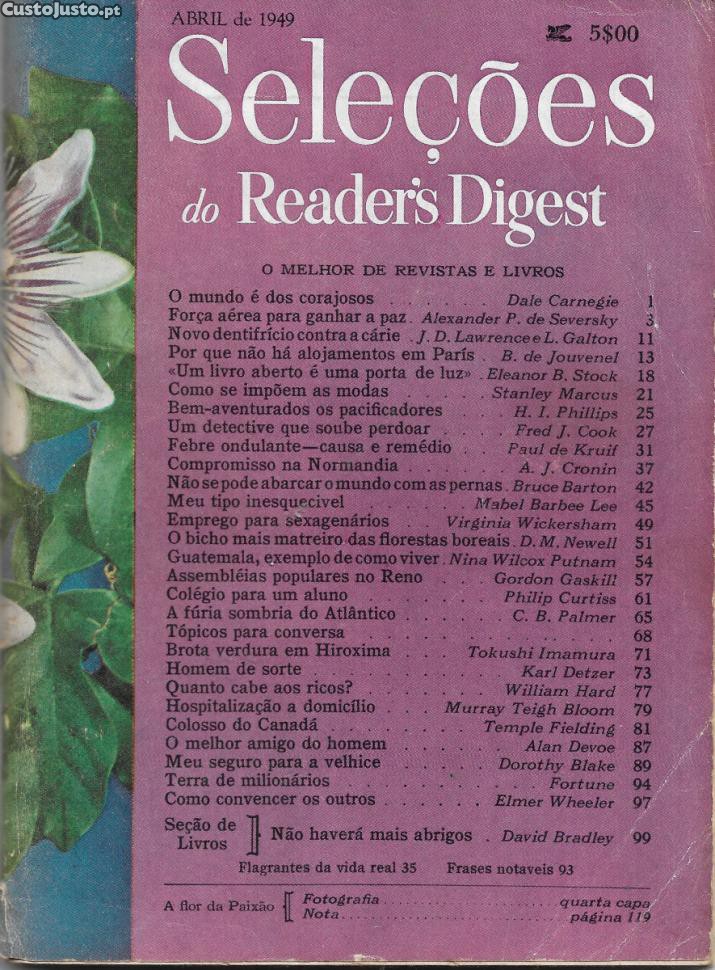 CustoJusto.pt
ABRIL de 1949
5$00
Seleções
do Reader's Digest
O MELHOR DE REVISTAS E LIVROS
O mundo é dos corajosos . . . . . . Dale Carnegie 1
Força aérea para ganhar a paz . Alexander P. de Seversky 3
Novo dentifrício contra a cárie . J. D. Lawrence e L. Galton 11
Por que não há alojamentos em París . B. de Jouvenel 13
«Um livro aberto é uma porta de luz» . Eleanor B. Stock 18
Como se impõem as modas . . . . . Stanley Marcus 21
Bem-aventurados os pacificadores . . . H. I. Phillips 25
Um detective que soube perdoar . . . . Fred J. Cook 27
Febre ondulante—causa e remédio . . Paul de Kruif 31
Compromisso na Normandia . . . . . . A. J. Cronin 37
Não se pode abarcar o mundo com as pernas . Bruce Barton 42
Meu tipo inesquecivel . . . . . Mabel Barbee Lee 45
Emprego para sexagenários . . Virginia Wickersham 49
O bicho mais matreiro das florestas boreais . D. M. Newell 51
Guatemala, exemplo de como viver . Nina Wilcox Putnam 54
Assembléias populares no Reno . . . Gordon Gaskill 57
Colégio para um aluno . . . . . . Philip Curtiss 61
A fúria sombria do Atlântico . . . . . C. B. Palmer 65
Tópicos para conversa . . . . . . . . . . . . . 68
Brota verdura em Hiroxima . . . . Tokushi Imamura 71
Homem de sorte . . . . . . . . . Karl Detzer 73
Quanto cabe aos ricos? . . . . . . . William Hard 77
Hospitalização a domicílio . . . Murray Teigh Bloom 79
Colosso do Canadá . . . . . . . Temple Fielding 81
O melhor amigo do homem . . . . . . Alan Devoe 87
Meu seguro para a velhice . . . . . Dorothy Blake 89
Terra de milionários . . . . . . . . . Fortune 94
Como convencer os outros . . . . . Elmer Wheeler 97
Seção de Livros } Não haverá mais abrigos . David Bradley 99
Flagrantes da vida real 35 Frases notaveis 93
A flor da Paixão { Fotografia . . . . . . . . . . quarta capa
Nota . . . . . . . . . . página 119